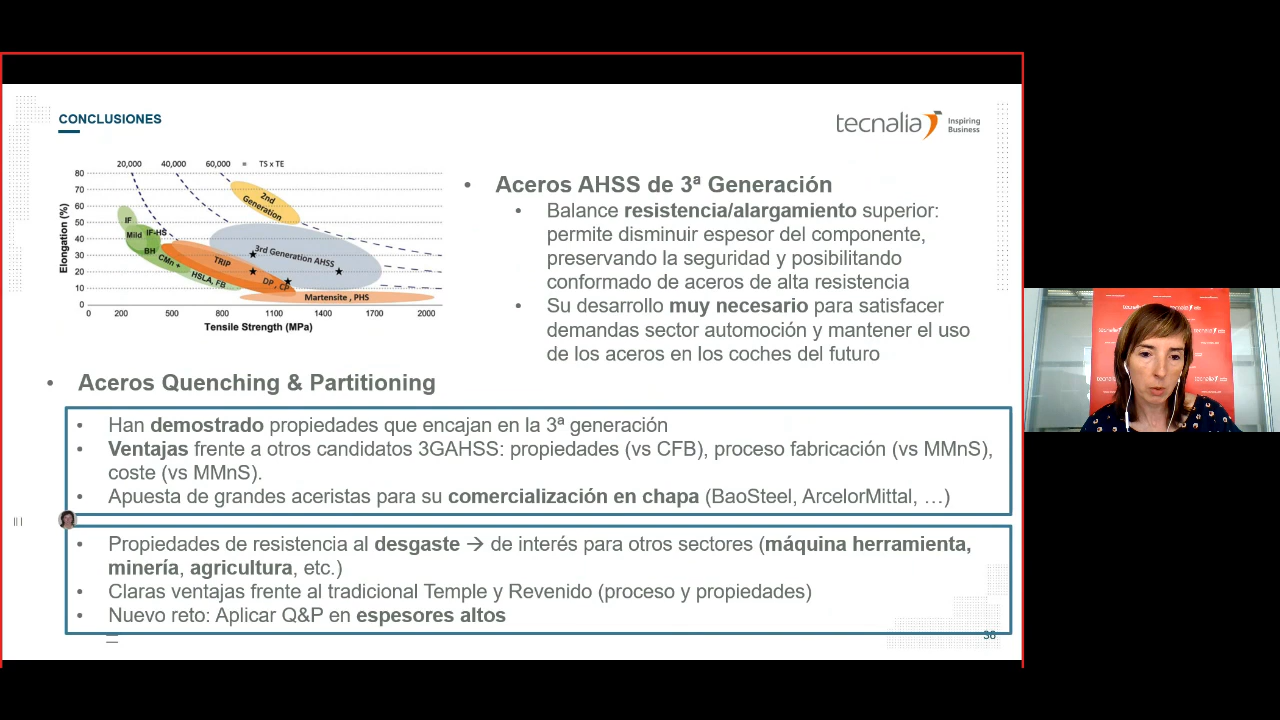 CONCLUSIONES
tecnalia Inspiring Business
20,000 40,000 60,000 = TS x TE
80
70
60
50
40
30
20
10
0
Elongation (%)
2nd Generation
IF
Mild
IF-HS
BH
CMn +
TRIP
3rd Generation AHSS
HSLA, FB
DP, CP
Martensite , PHS
0 200 500 800 1100 1400 1700 2000
Tensile Strength (MPa)
• Aceros AHSS de 3ª Generación
• Balance resistencia/alargamiento superior:
permite disminuir espesor del componente,
preservando la seguridad y posibilitando
conformado de aceros de alta resistencia
• Su desarrollo muy necesario para satisfacer
demandas sector automoción y mantener el uso
de los aceros en los coches del futuro
• Aceros Quenching & Partitioning
• Han demostrado propiedades que encajan en la 3ª generación
• Ventajas frente a otros candidatos 3GAHSS: propiedades (vs CFB), proceso fabricación (vs MMnS),
coste (vs MMnS).
• Apuesta de grandes aceristas para su comercialización en chapa (BaoSteel, ArcelorMittal, …)
• Propiedades de resistencia al desgaste → de interés para otros sectores (máquina herramienta,
minería, agricultura, etc.)
• Claras ventajas frente al tradicional Temple y Revenido (proceso y propiedades)
• Nuevo reto: Aplicar Q&P en espesores altos
36
tecnalia